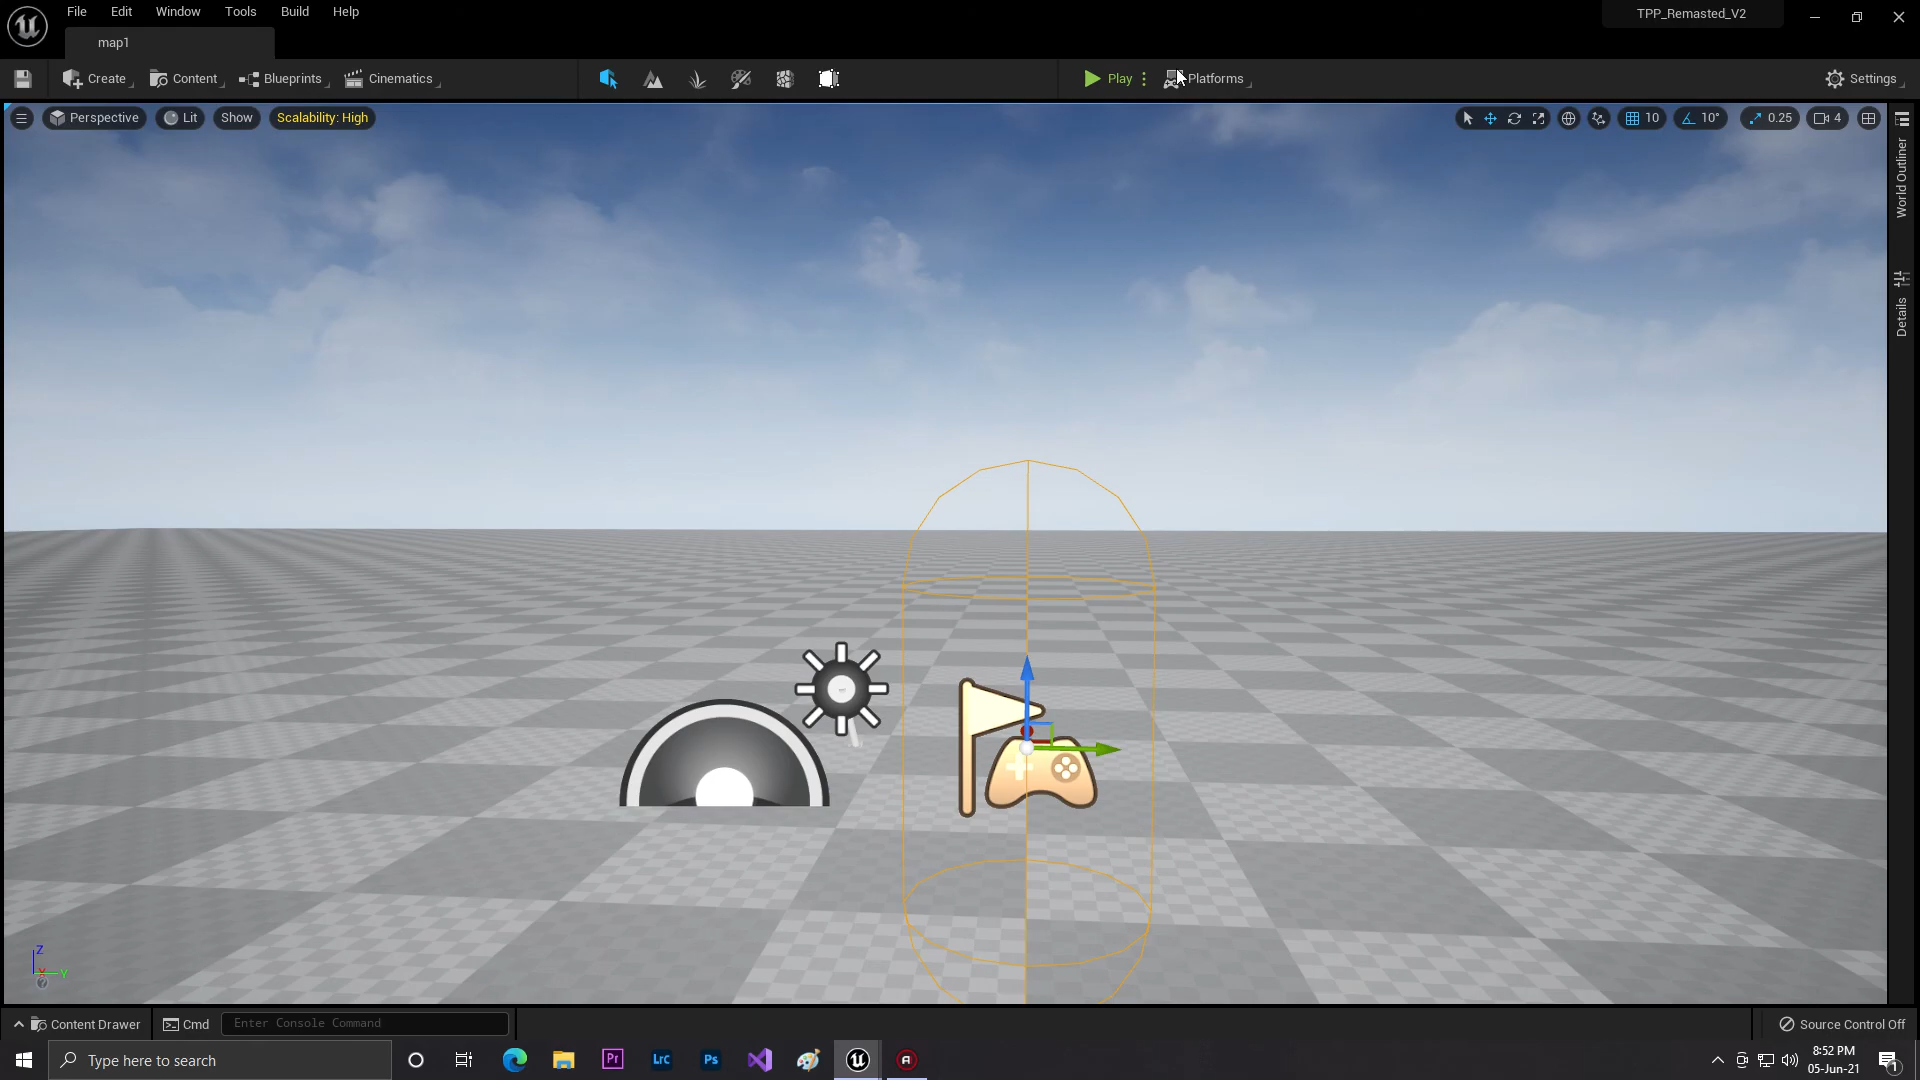 File Edit Window Tools Build Help
TPP_Remasted_V2
map1
Create Content Blueprints Cinematics Play Platforms Settings
Perspective Lit Show Scalability: High 10 10° 0.25 4
World Outliner
Details
Z
X Y
Content Drawer Cmd Enter Console Command Source Control Off
Type here to search Pr Lrc Ps 8:52 PM
05-Jun-21 1